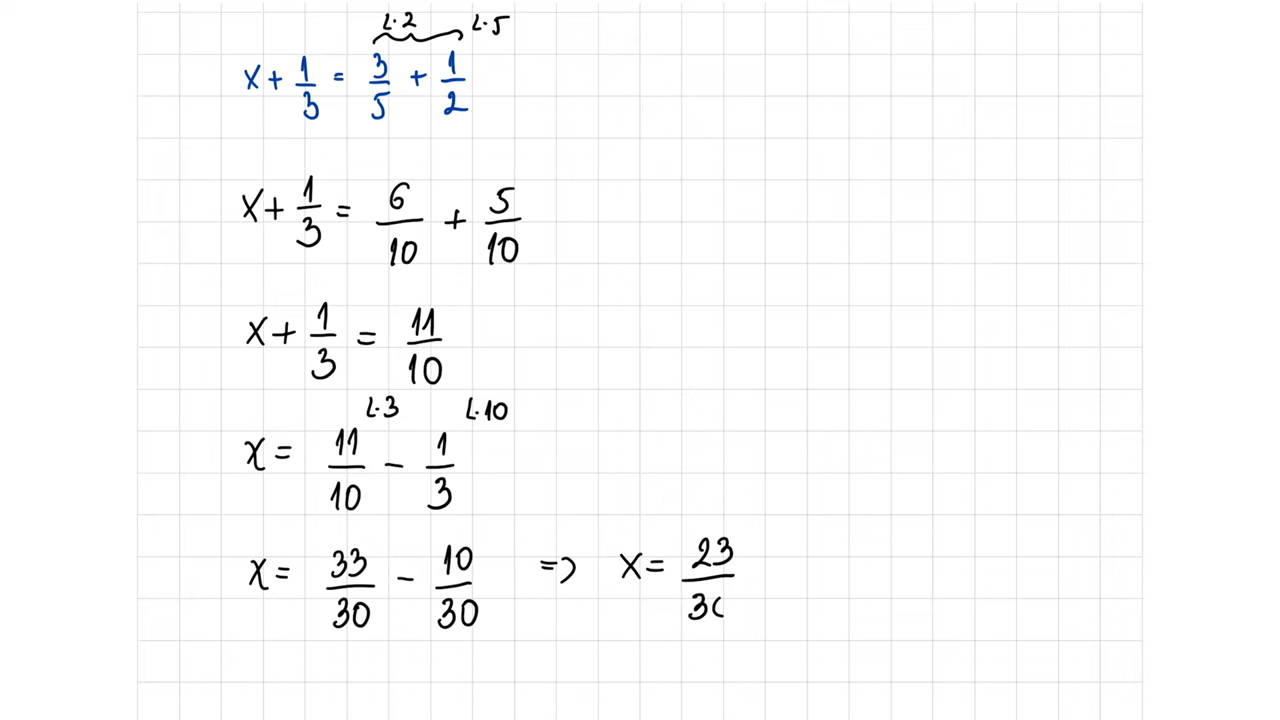 L·2 L·5
x + 1/3 = 3/5 + 1/2
x + 1/3 = 6/10 + 5/10
x + 1/3 = 11/10
L·3 L·10
x = 11/10 - 1/3
x = 33/30 - 10/30 => x = 23/30